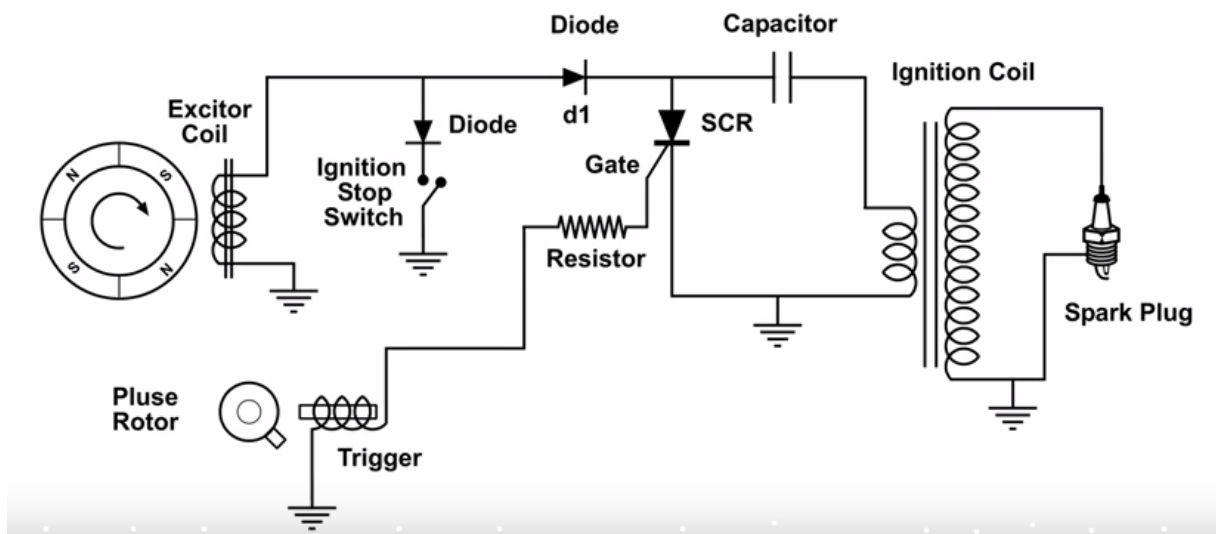 Diode
Capacitor
Ignition Coil
Excitor
Coil
d1
Diode
SCR
Gate
Ignition
Stop
Switch
Resistor
N
S
S
N
Spark Plug
Pluse
Rotor
Trigger